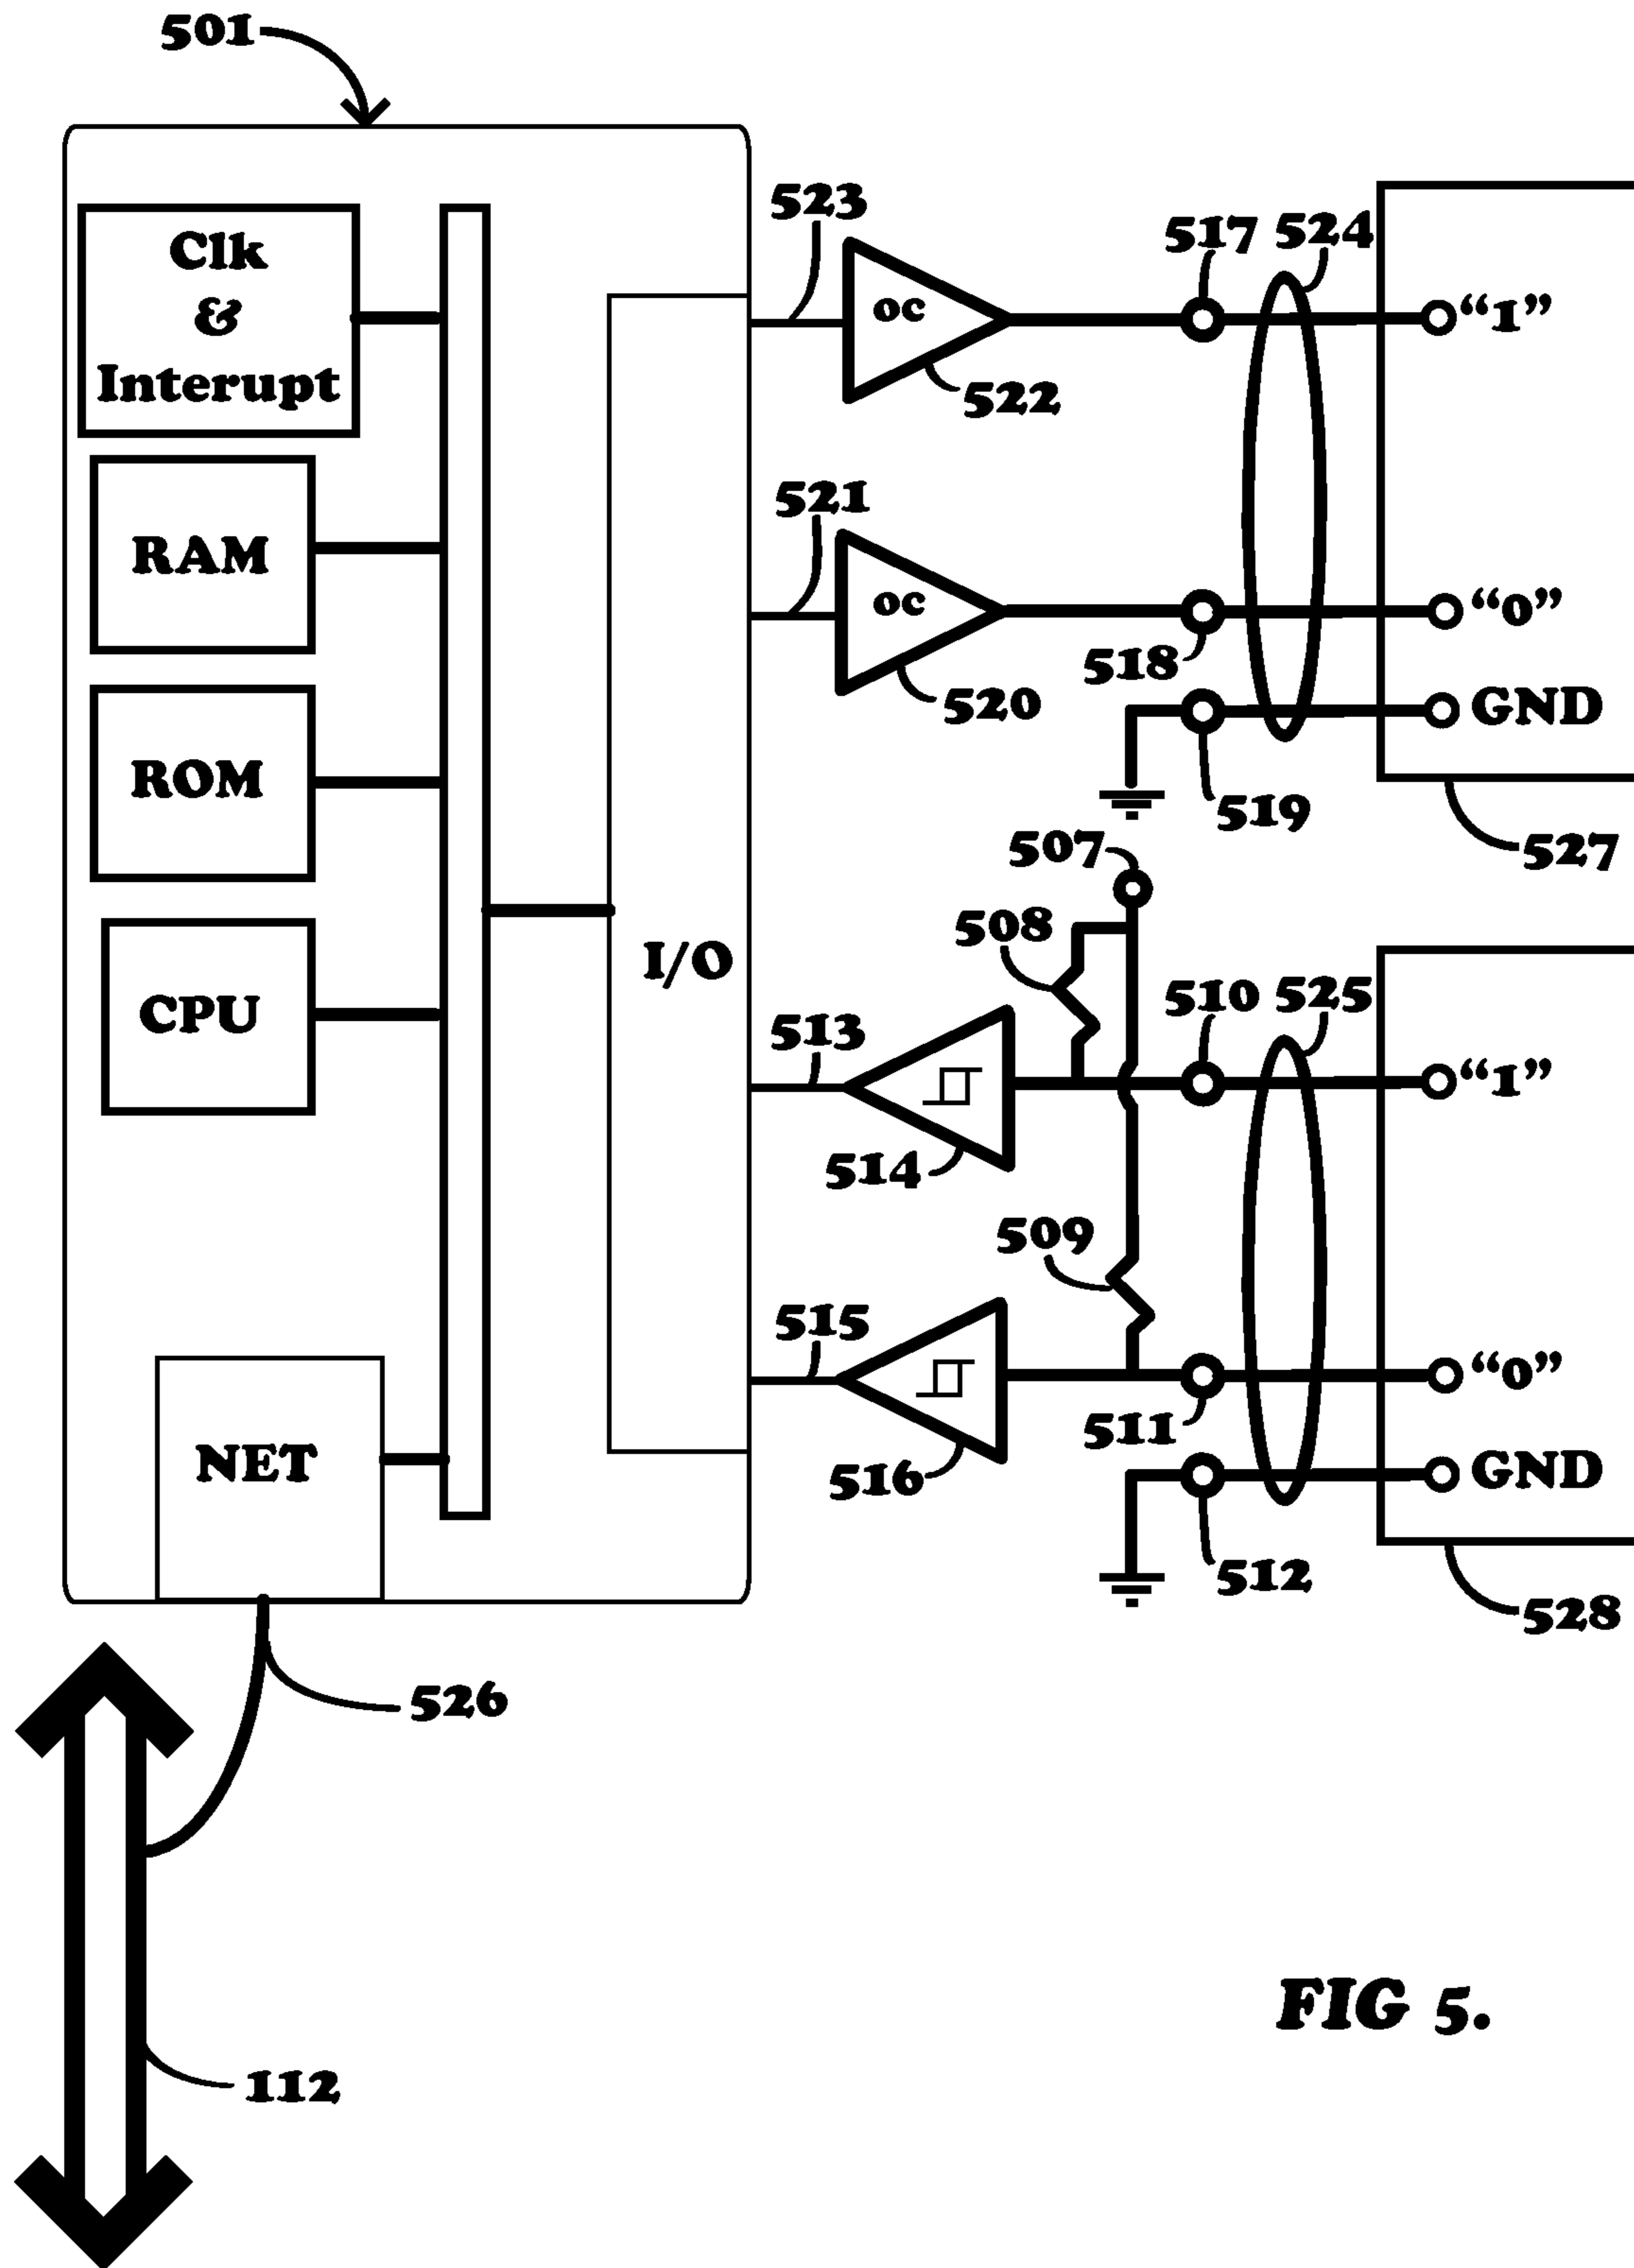 501
Clk
&
Interupt
RAM
ROM
CPU
NET
I/O
523
oc
522
517
524
"1"
521
oc
520
518
"0"
GND
519
527
507
508
513
514
510
525
"1"
509
515
516
511
"0"
GND
512
528
526
112
FIG 5.